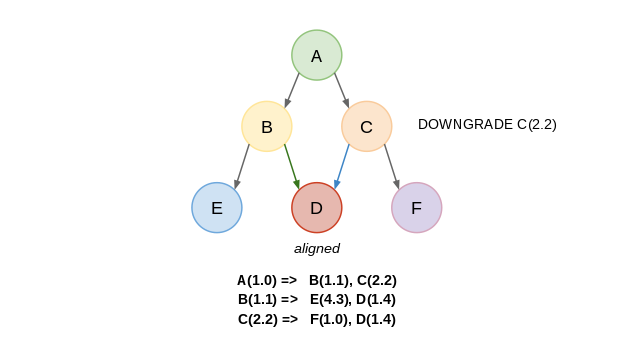 A
B
C
DOWNGRADE C(2.2)
E
D
F
aligned
A(1.0) => B(1.1), C(2.2)
B(1.1) => E(4.3), D(1.4)
C(2.2) => F(1.0), D(1.4)